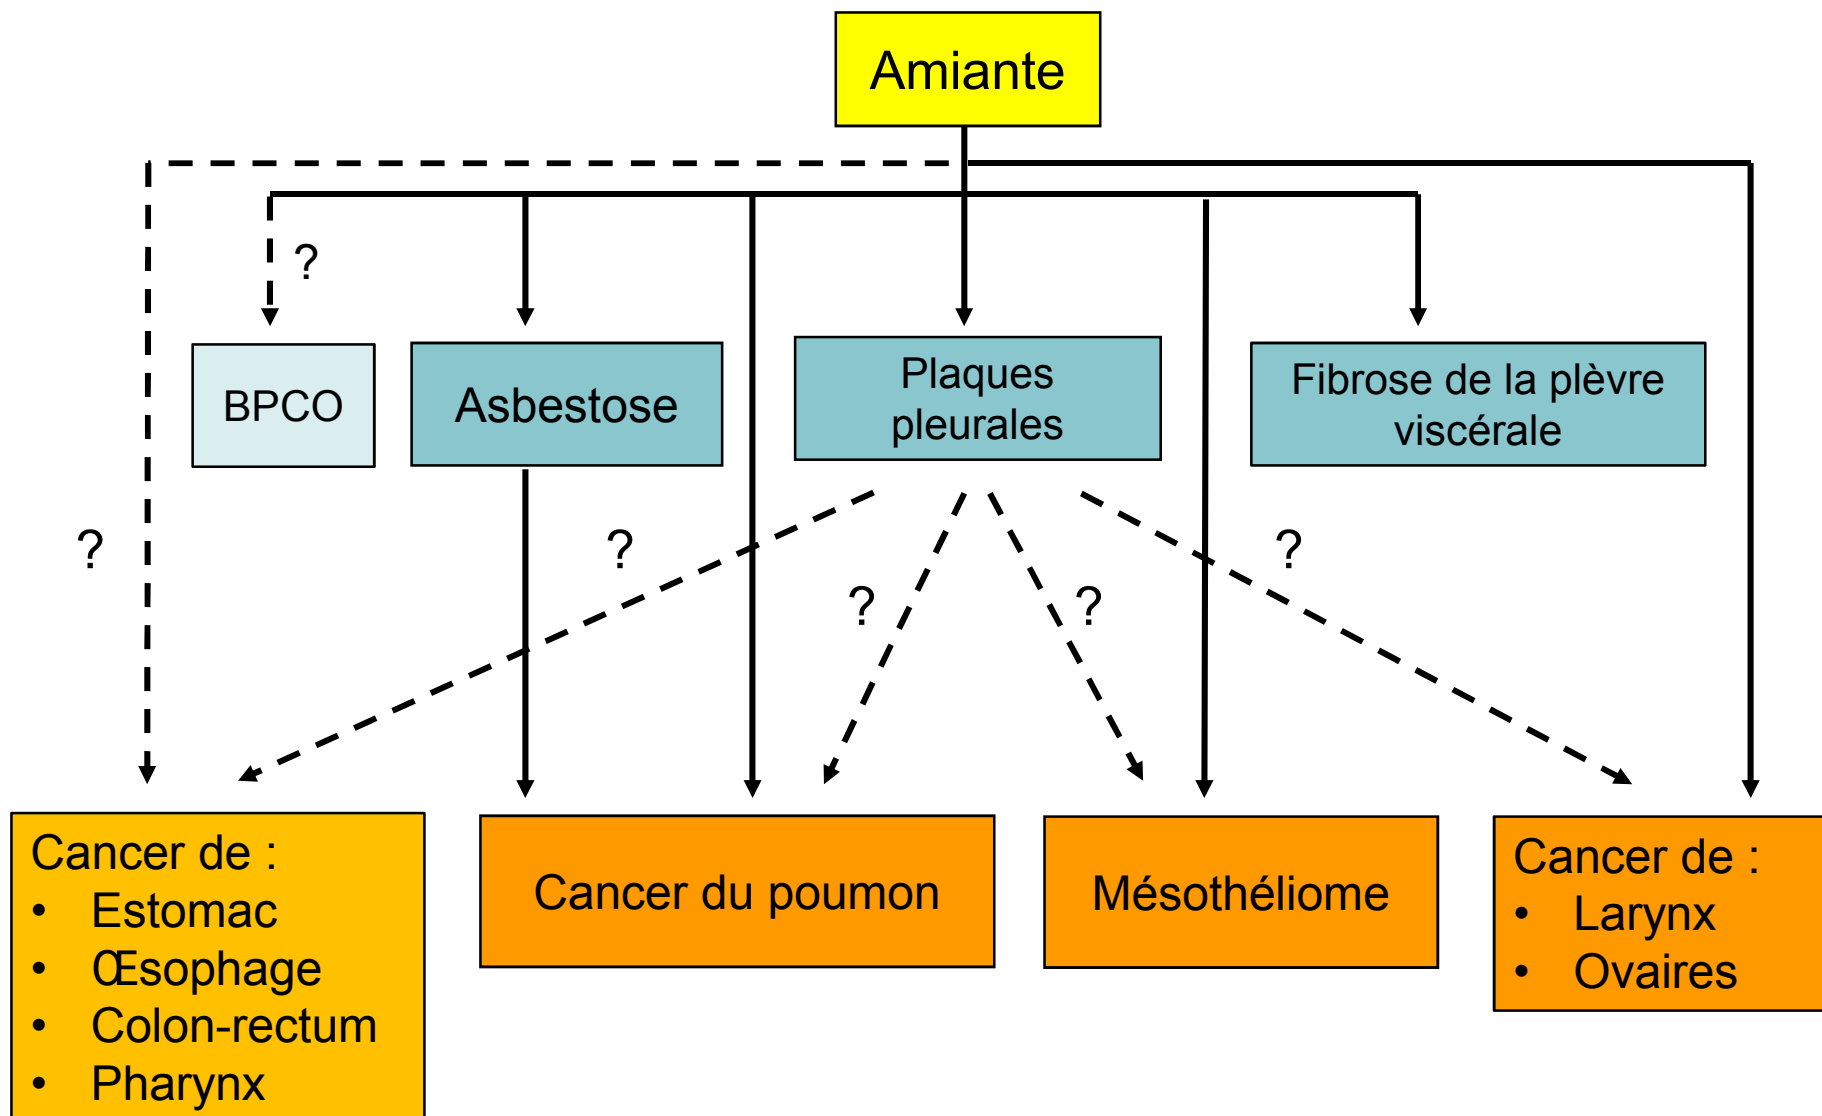 Amiante
?
BPCO
Asbestose
Plaques
pleurales
Fibrose de la plèvre
viscérale
?
?
?
?
?
Cancer de :
• Estomac
• Œsophage
• Colon-rectum
• Pharynx
Cancer du poumon
Mésothéliome
Cancer de :
• Larynx
• Ovaires